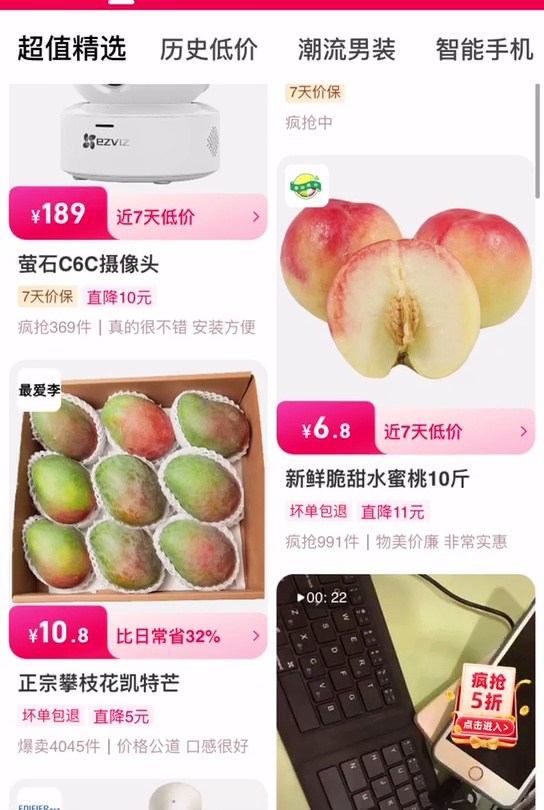 超值精选
历史低价
潮流男装
智能手机
ezviz
¥189
近7天低价
萤石C6C摄像头
7天价保
直降10元
疯抢369件｜真的很不错 安装方便
最爱李
¥10.8
比日常省32%
正宗攀枝花凯特芒
坏单包退
直降5元
爆卖4045件｜价格公道 口感很好
EDIFIER
7天价保
疯抢中
¥6.8
近7天低价
新鲜脆甜水蜜桃10斤
坏单包退
直降11元
疯抢991件｜物美价廉 非常实惠
00: 22
疯抢
5折
点击进入>